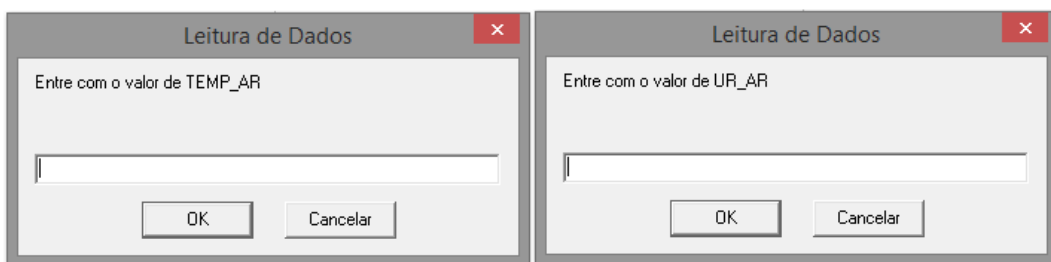 Leitura de Dados
Entre com o valor de TEMP_AR
OK
Cancelar
Leitura de Dados
Entre com o valor de UR_AR
OK
Cancelar